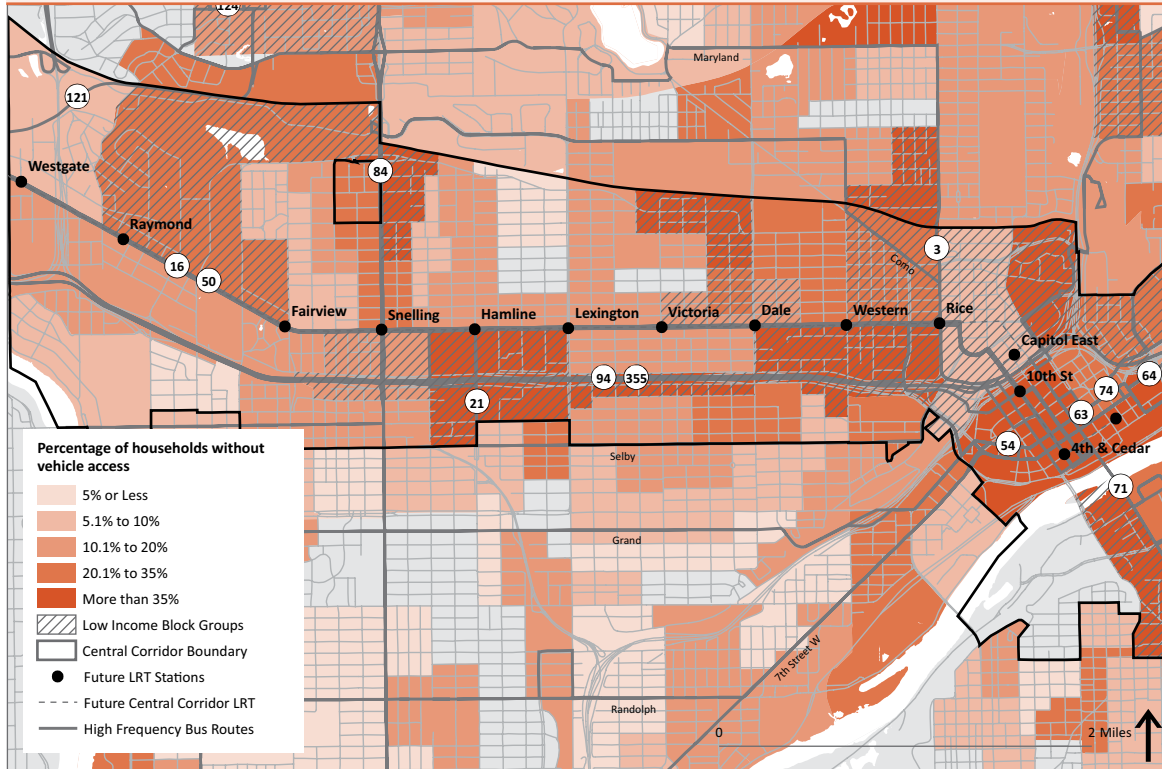 124
Maryland
121
Westgate
84
Raymond
16
50
3
Como
Fairview
Snelling
Hamline
Lexington
Victoria
Dale
Western
Rice
Capitol East
10th St
94
355
21
74
64
63
54
4th & Cedar
71
Selby
Grand
7th Street W
Randolph
0
2 Miles
Percentage of households without
vehicle access
5% or Less
5.1% to 10%
10.1% to 20%
20.1% to 35%
More than 35%
Low Income Block Groups
Central Corridor Boundary
Future LRT Stations
Future Central Corridor LRT
High Frequency Bus Routes